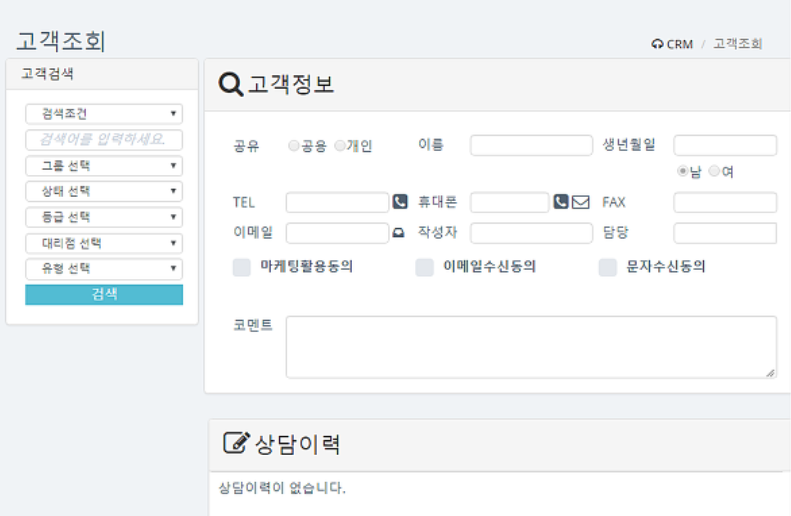 고객조회
CRM / 고객조회
고객검색
검색조건
검색어를 입력하세요.
그룹 선택
상태 선택
등급 선택
대리점 선택
유형 선택
검색
고객정보
공유 공용 개인 이름 생년월일
남 여
TEL 휴대폰 FAX
이메일 작성자 담당
마케팅활용동의 이메일수신동의 문자수신동의
코멘트
상담이력
상담이력이 없습니다.